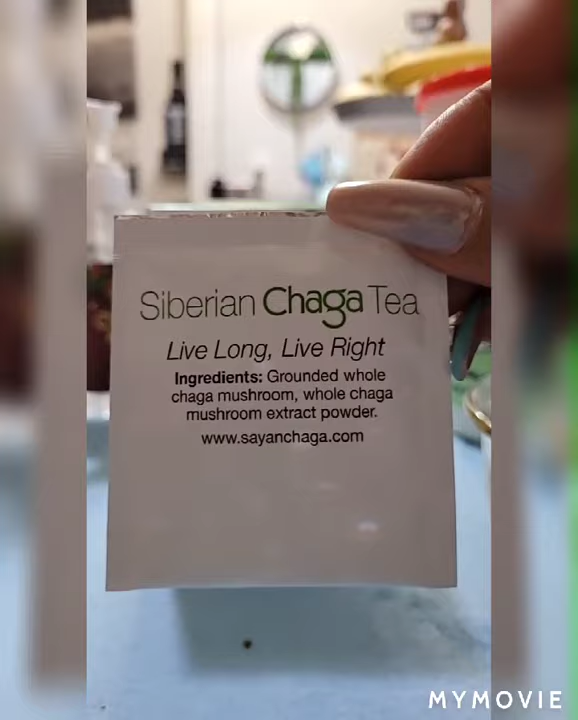 Siberian Chaga Tea
Live Long, Live Right
Ingredients: Grounded whole
chaga mushroom, whole chaga
mushroom extract powder.
www.sayanchaga.com
MYMOVIE